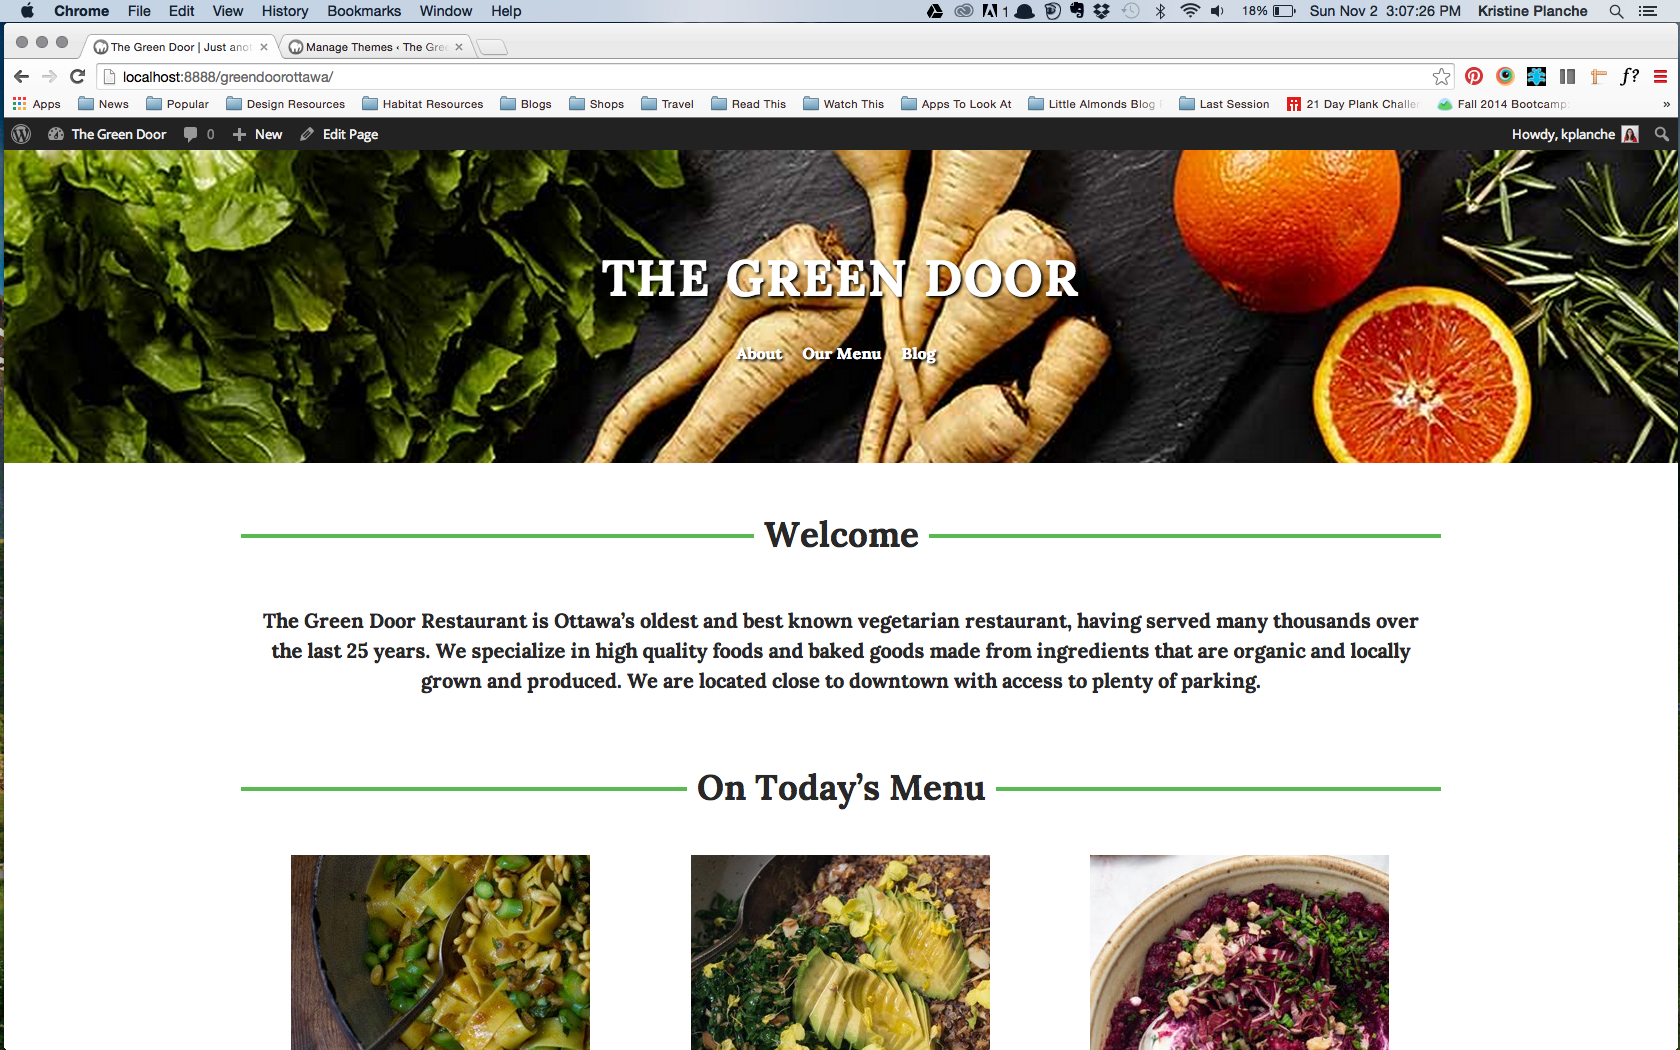 Chrome File Edit View History Bookmarks Window Help 1 18% Sun Nov 2 3:07:26 PM Kristine Planche
The Green Door | Just ano Manage Themes ‹ The Gre
localhost:8888/greendoorottawa/ f?
Apps News Popular Design Resources Habitat Resources Blogs Shops Travel Read This Watch This Apps To Look At Little Almonds Blog Last Session 21 Day Plank Challe Fall 2014 Bootcamp »
The Green Door 0 New Edit Page Howdy, kplanche
THE GREEN DOOR
About Our Menu Blog
Welcome
The Green Door Restaurant is Ottawa’s oldest and best known vegetarian restaurant, having served many thousands over
the last 25 years. We specialize in high quality foods and baked goods made from ingredients that are organic and locally
grown and produced. We are located close to downtown with access to plenty of parking.
On Today’s Menu